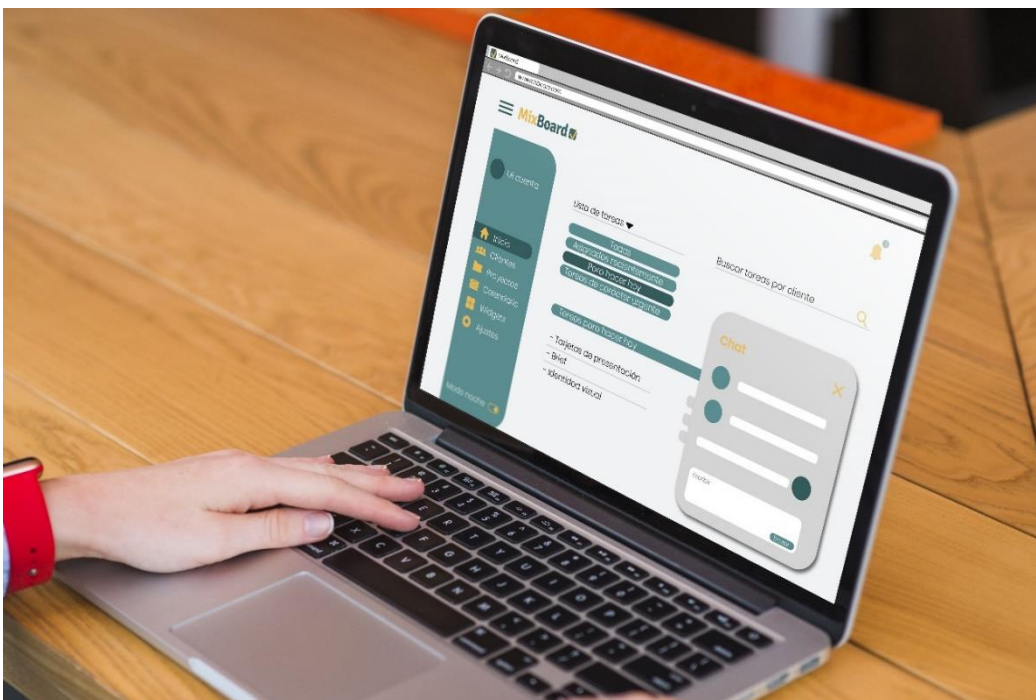 MixBoard
Mi cuenta
Inicio
Clientes
Proyectos
Calendario
Widgets
Ajustes
Modo noche
Lista de tareas
Todas
Asignadas recientemente
Para hacer hoy
Tareas de carácter urgente
Tareas para hacer hoy
- Tarjetas de presentación
- Brief
- Identidad visual
Buscar tareas por cliente
Chat
Escribir